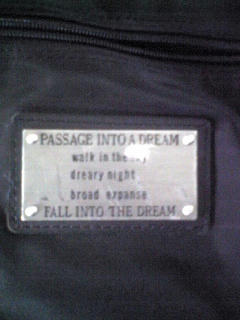 PASSAGE INTO A DREAM
walk in the
dreary night
broad expanse
FALL INTO THE DREAM